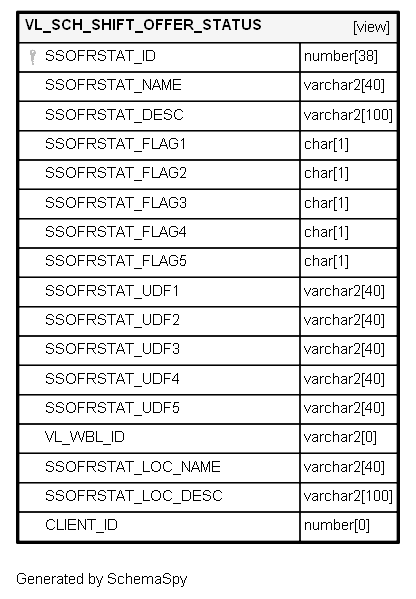 VL_SCH_SHIFT_OFFER_STATUS [view]
SSOFRSTAT_ID number[38]
SSOFRSTAT_NAME varchar2[40]
SSOFRSTAT_DESC varchar2[100]
SSOFRSTAT_FLAG1 char[1]
SSOFRSTAT_FLAG2 char[1]
SSOFRSTAT_FLAG3 char[1]
SSOFRSTAT_FLAG4 char[1]
SSOFRSTAT_FLAG5 char[1]
SSOFRSTAT_UDF1 varchar2[40]
SSOFRSTAT_UDF2 varchar2[40]
SSOFRSTAT_UDF3 varchar2[40]
SSOFRSTAT_UDF4 varchar2[40]
SSOFRSTAT_UDF5 varchar2[40]
VL_WBL_ID varchar2[0]
SSOFRSTAT_LOC_NAME varchar2[40]
SSOFRSTAT_LOC_DESC varchar2[100]
CLIENT_ID number[0]
Generated by SchemaSpy